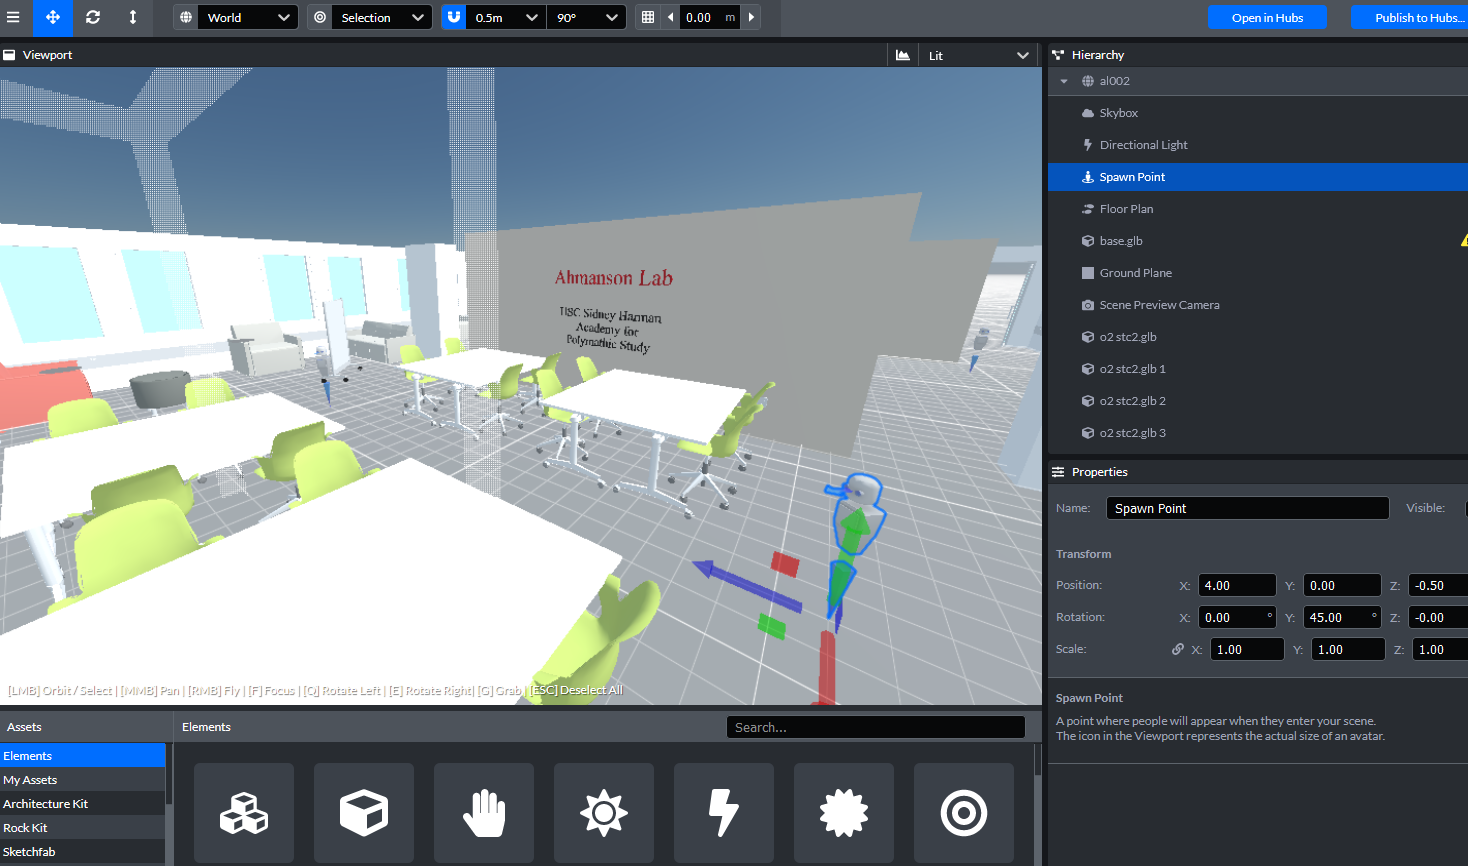 World
Selection
0.5m
90°
0.00 m
Open in Hubs
Publish to Hubs...
Viewport
Lit
Ahmanson Lab
USC Sidney Harman
Academy for
Polymathic Study
[LMB] Orbit / Select | [MMB] Pan | [RMB] Fly | [F] Focus | [Q] Rotate Left | [E] Rotate Right | [G] Grab | [ESC] Deselect All
Hierarchy
al002
Skybox
Directional Light
Spawn Point
Floor Plan
base.glb
Ground Plane
Scene Preview Camera
o2 stc2.glb
o2 stc2.glb 1
o2 stc2.glb 2
o2 stc2.glb 3
Properties
Name: Spawn Point Visible:
Transform
Position: X: 4.00 Y: 0.00 Z: -0.50
Rotation: X: 0.00 ° Y: 45.00 ° Z: -0.00
Scale: X: 1.00 Y: 1.00 Z: 1.00
Spawn Point
A point where people will appear when they enter your scene.
The icon in the Viewport represents the actual size of an avatar.
Assets
Elements
My Assets
Architecture Kit
Rock Kit
Sketchfab
Elements
Search...